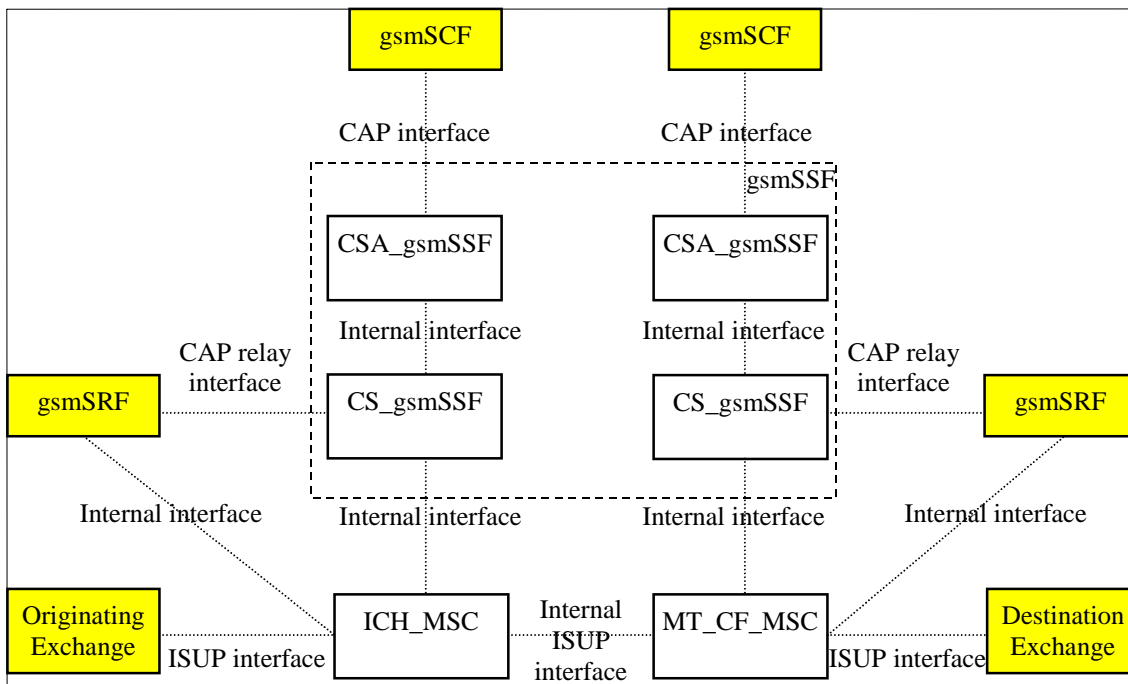 gsmSCF
gsmSCF
CAP interface
CAP interface
gsmSSF
CSA_gsmSSF
CSA_gsmSSF
Internal interface
Internal interface
CAP relay
interface
CAP relay
interface
gsmSRF
CS_gsmSSF
CS_gsmSSF
gsmSRF
Internal interface
Internal interface
Internal interface
Internal interface
Originating
Exchange
ISUP interface
ICH_MSC
Internal
ISUP
interface
MT_CF_MSC
ISUP interface
Destination
Exchange